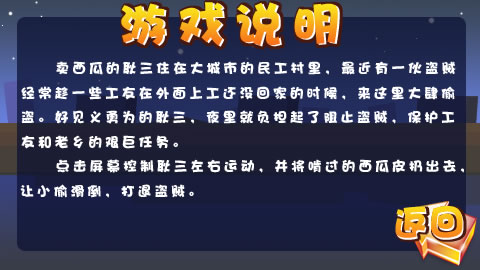 游戏说明
卖西瓜的耿三住在大城市的民工村里，最近有一伙盗贼
经常趁一些工友在外面上工还没回家的时候，来这里大肆偷
盗。好见义勇为的耿三，夜里就负担起了阻止盗贼，保护工
友和老乡的艰巨任务。
点击屏幕控制耿三左右运动，并将啃过的西瓜皮扔出去，
让小偷滑倒，打退盗贼。
返回